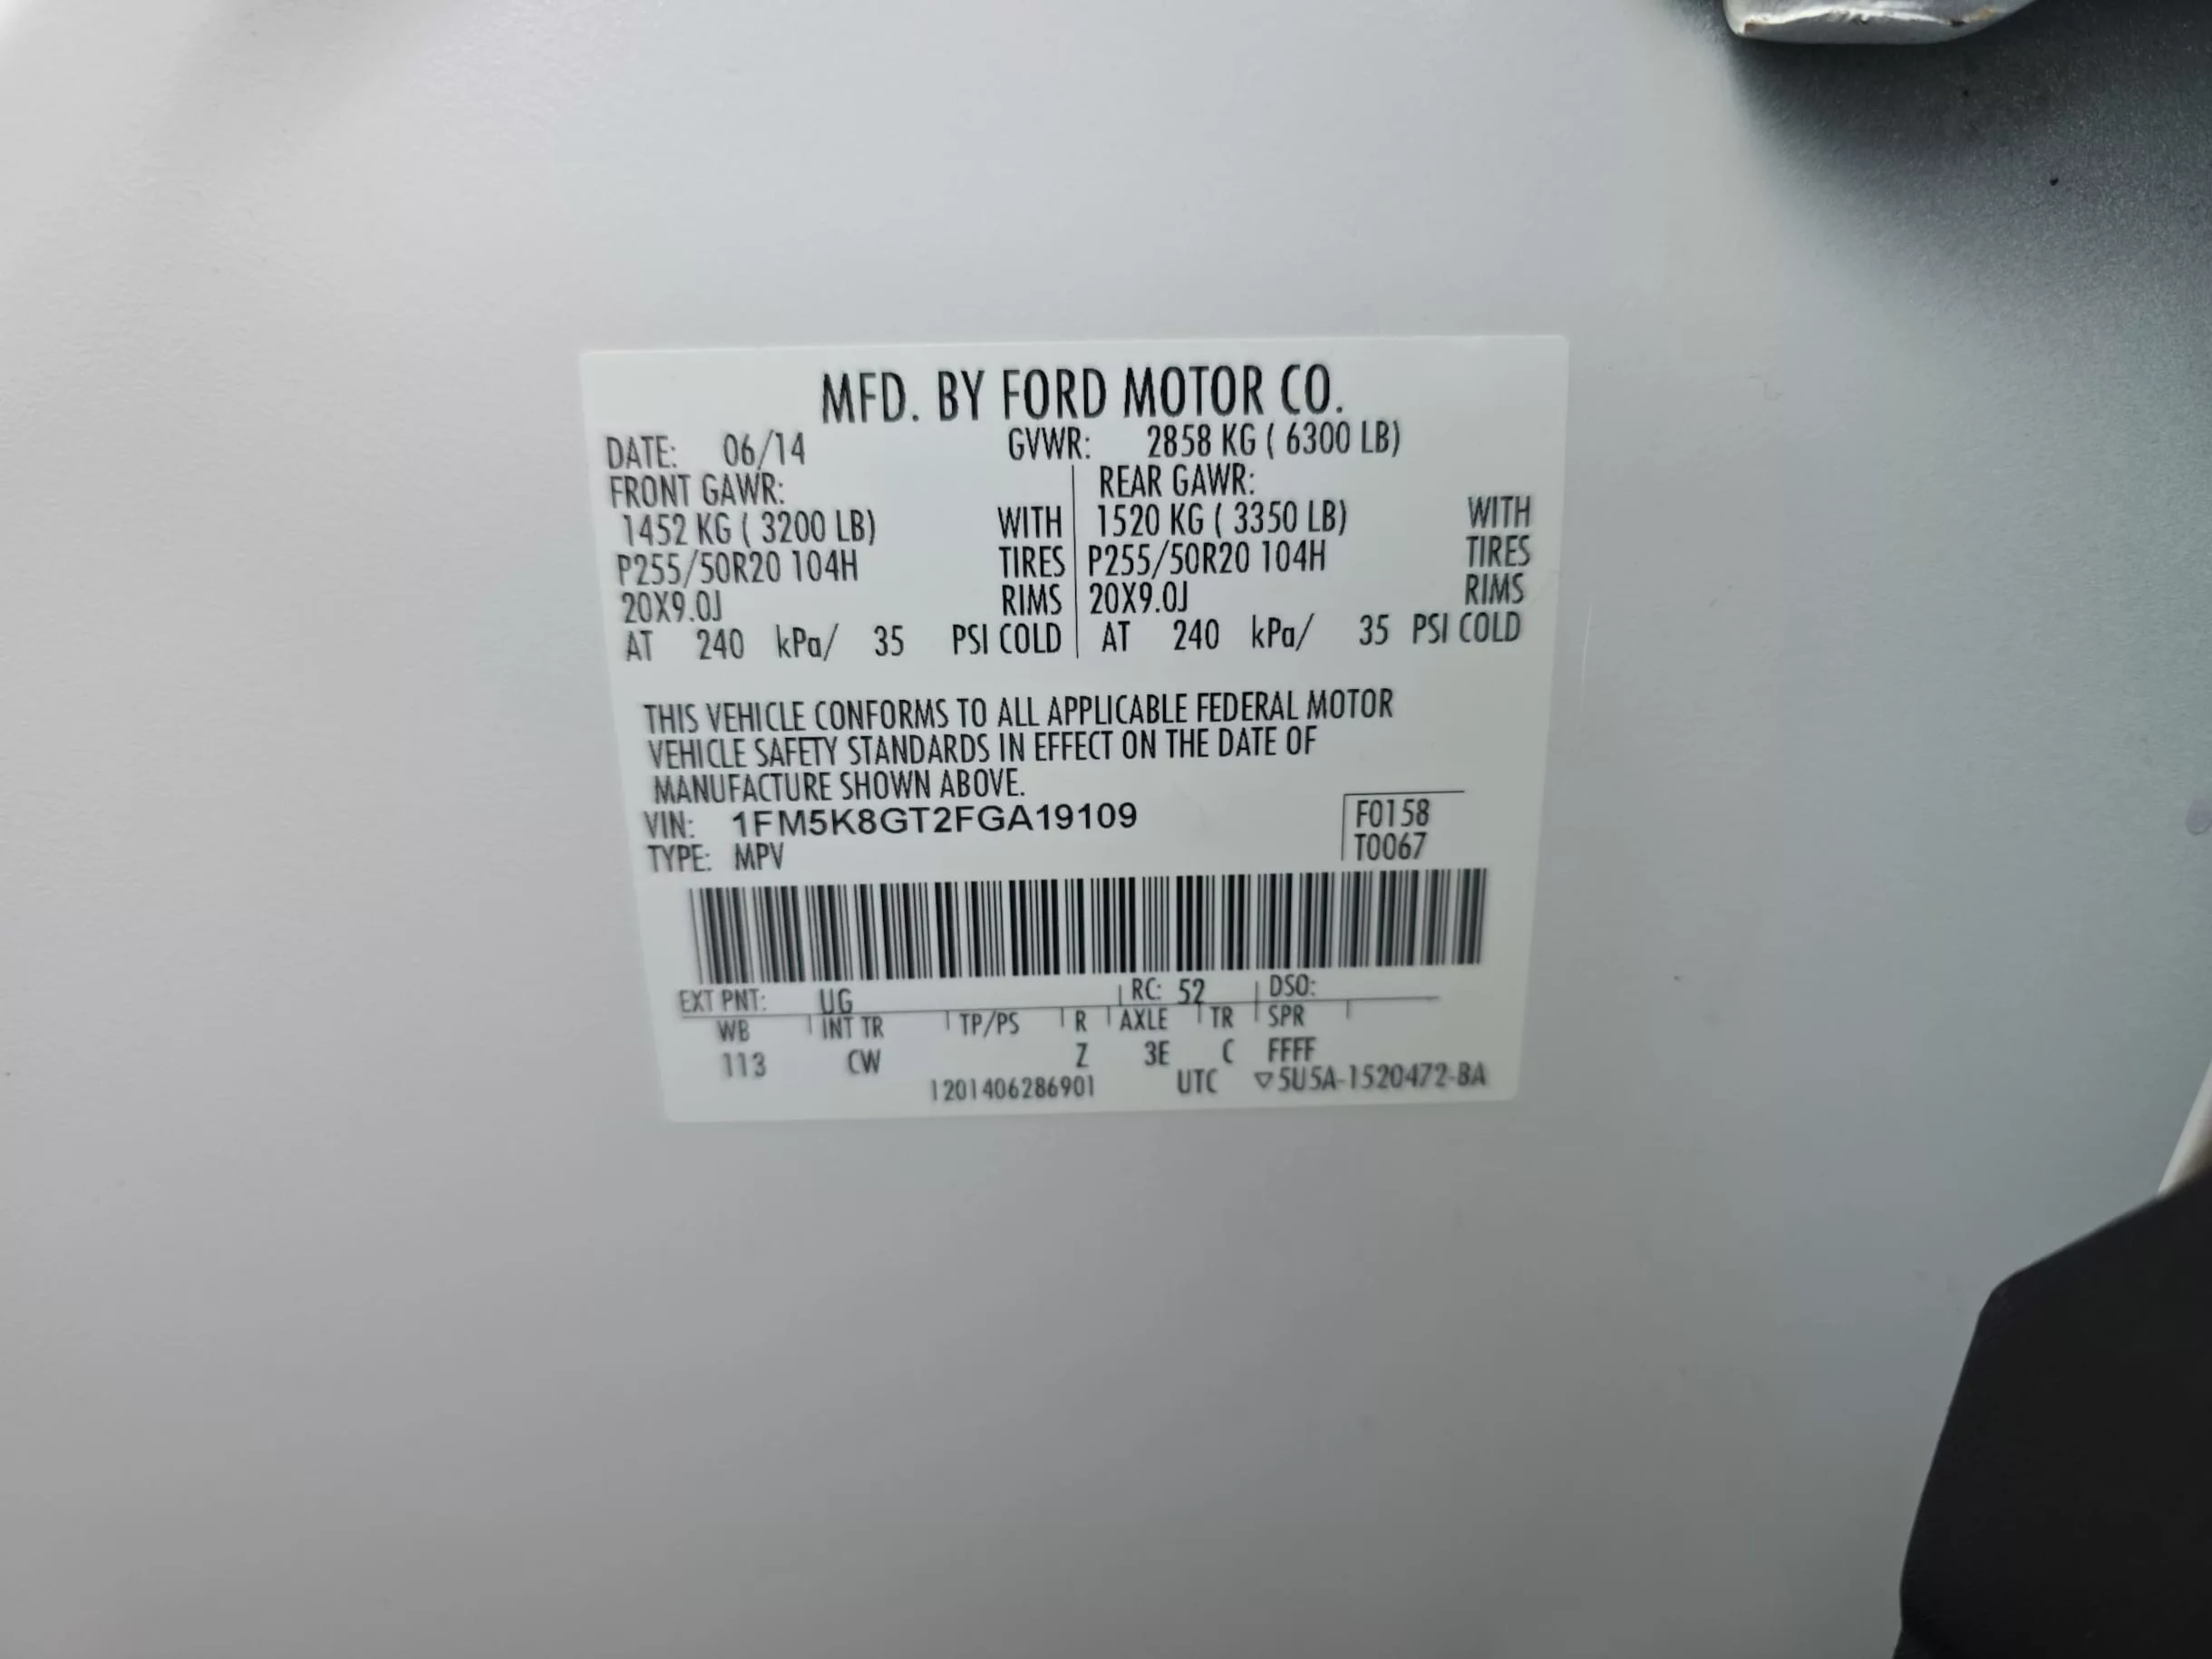 MFD. BY FORD MOTOR CO.
DATE: 06/14 GVWR: 2858 KG ( 6300 LB)
FRONT GAWR: REAR GAWR:
1452 KG ( 3200 LB) WITH 1520 KG ( 3350 LB) WITH
P255/50R20 104H TIRES P255/50R20 104H TIRES
20X9.0J RIMS 20X9.0J RIMS
AT 240 kPa/ 35 PSI COLD AT 240 kPa/ 35 PSI COLD
THIS VEHICLE CONFORMS TO ALL APPLICABLE FEDERAL MOTOR
VEHICLE SAFETY STANDARDS IN EFFECT ON THE DATE OF
MANUFACTURE SHOWN ABOVE.
VIN: 1FM5K8GT2FGA19109 F0158
TYPE: MPV T0067
EXT PNT: UG RC: 52 DSO:
WB INT TR TP/PS R AXLE TR SPR
113 CW Z 3E C FFFF
1201406286901 UTC ▽5U5A-1520472-BA